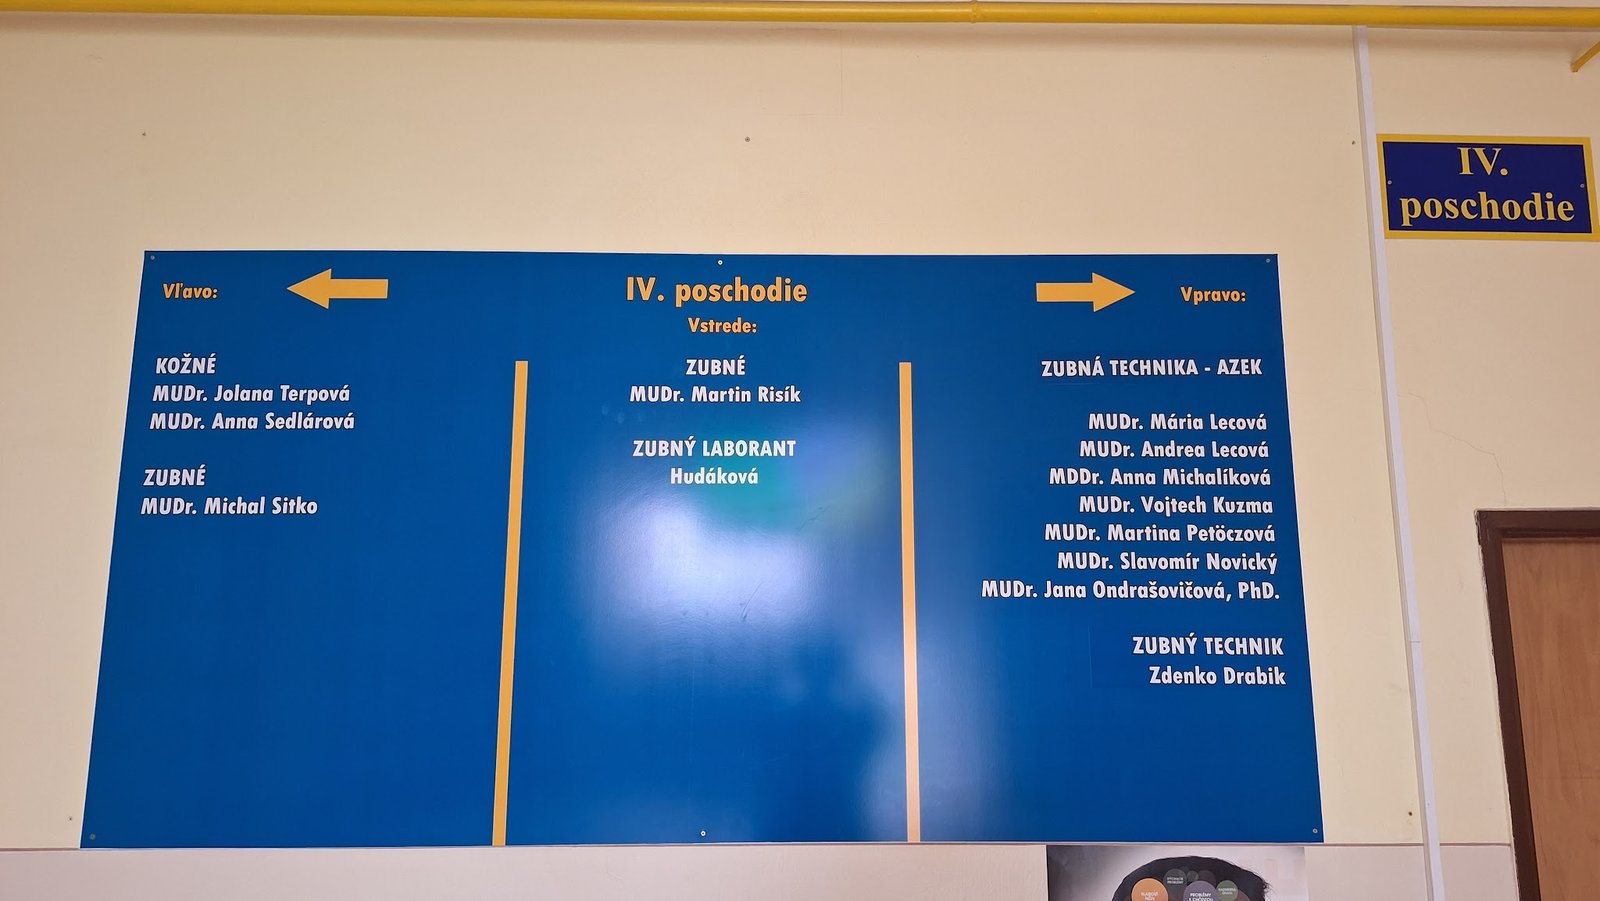 IV.
poschodie
Vľavo:
IV. poschodie
Vpravo:
Vstrede:
KOŽNÉ
MUDr. Jolana Terpová
MUDr. Anna Sedlárová
ZUBNÉ
MUDr. Michal Sitko
ZUBNÉ
MUDr. Martin Risík
ZUBNÝ LABORANT
Hudáková
ZUBNÁ TECHNIKA - AZEK
MUDr. Mária Lecová
MUDr. Andrea Lecová
MDDr. Anna Michalíková
MUDr. Vojtech Kuzma
MUDr. Martina Petöczová
MUDr. Slavomír Novický
MUDr. Jana Ondrašovičová, PhD.
ZUBNÝ TECHNIK
Zdenko Drabik